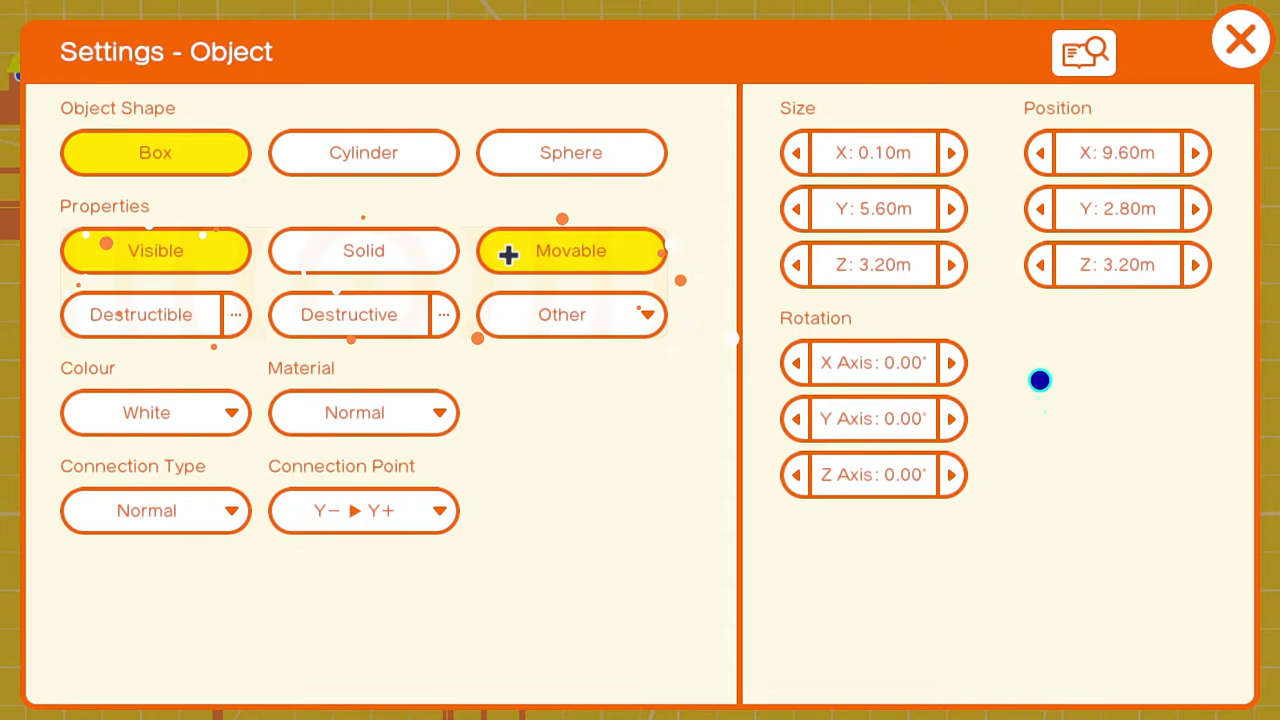 Settings - Object
Object Shape
Box
Cylinder
Sphere
Properties
Visible
Solid
Movable
Destructible
...
Destructive
...
Other
Colour
Material
White
Normal
Connection Type
Connection Point
Normal
Y− ▶ Y+
Size
X: 0.10m
Y: 5.60m
Z: 3.20m
Position
X: 9.60m
Y: 2.80m
Z: 3.20m
Rotation
X Axis: 0.00°
Y Axis: 0.00°
Z Axis: 0.00°